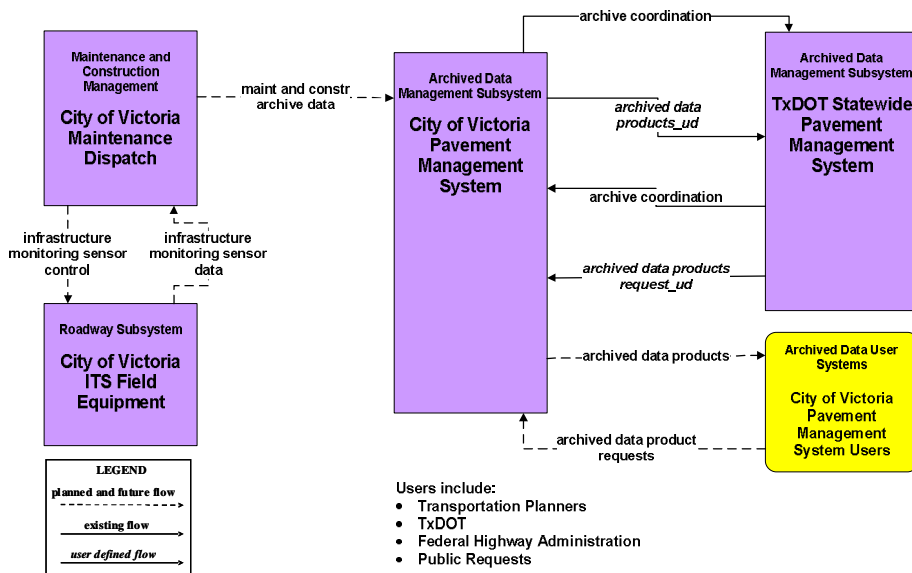 Maintenance and
Construction
Management
City of Victoria
Maintenance
Dispatch
infrastructure
monitoring sensor
control
infrastructure
monitoring sensor
data
Roadway Subsystem
City of Victoria
ITS Field
Equipment
maint and constr
archive data
Archived Data
Management Subsystem
City of Victoria
Pavement
Management
System
archive coordination
archived data
products_ud
archive coordination
archived data products
request_ud
archived data products
archived data product
requests
Archived Data
Management Subsystem
TxDOT Statewide
Pavement
Management
System
Archived Data User
Systems
City of Victoria
Pavement
Management
System Users
LEGEND
planned and future flow
existing flow
user defined flow
Users include:
• Transportation Planners
• TxDOT
• Federal Highway Administration
• Public Requests